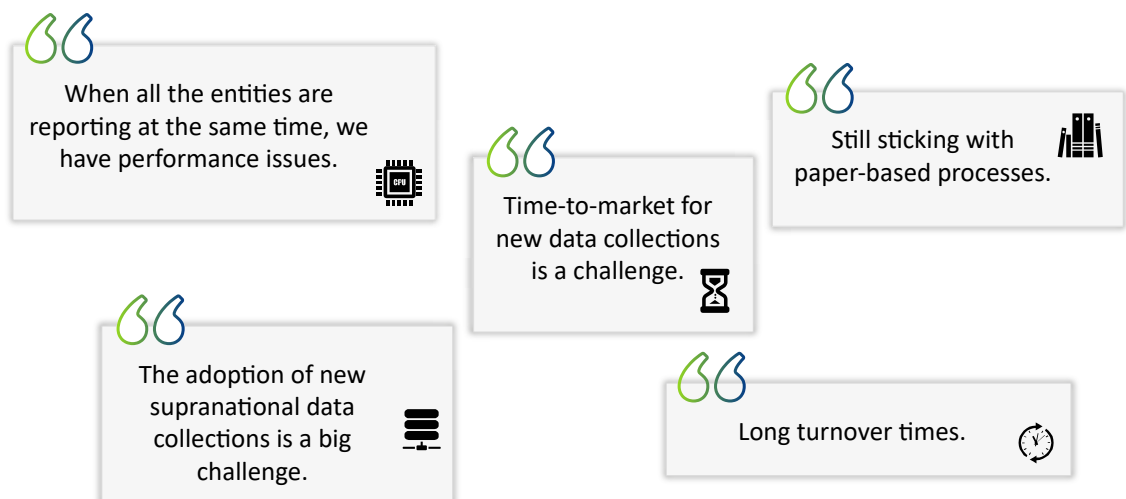 When all the entities are
reporting at the same time, we
have performance issues.
CPU
Still sticking with
paper-based processes.
Time-to-market for
new data collections
is a challenge.
The adoption of new
supranational data
collections is a big
challenge.
Long turnover times.